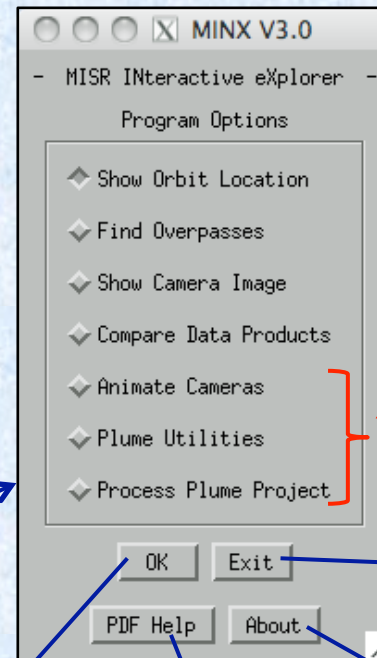 X MINX V3.0
- MISR INteractive eXplorer -
Program Options
Show Orbit Location
Find Overpasses
Show Camera Image
Compare Data Products
Animate Cameras
Plume Utilities
Process Plume Project
OK Exit
PDF Help About